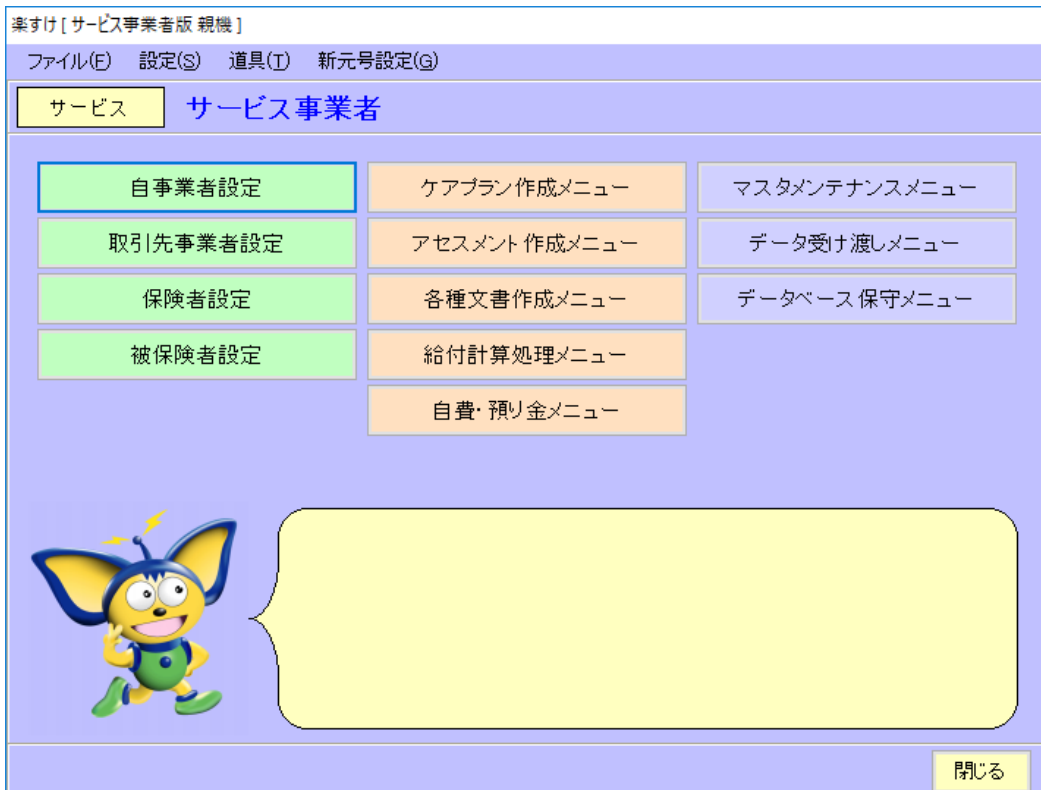 楽すけ [ サービス事業者版 親機 ]
ファイル(F) 設定(S) 道具(T) 新元号設定(G)
サービス サービス事業者
自事業者設定 ケアプラン作成メニュー マスタメンテナンスメニュー
取引先事業者設定 アセスメント作成メニュー データ受け渡しメニュー
保険者設定 各種文書作成メニュー データベース保守メニュー
被保険者設定 給付計算処理メニュー
自費・預り金メニュー
閉じる